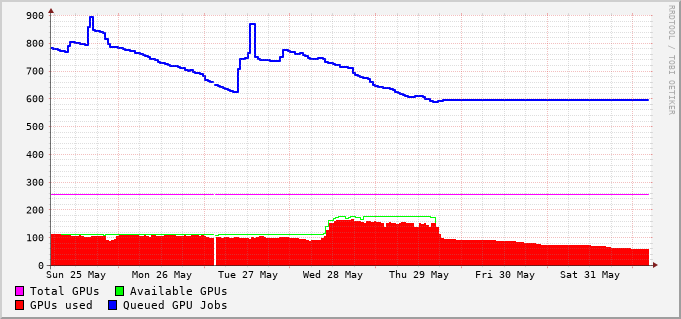 900
800
700
600
500
400
300
200
100
0
Sun 25 May Mon 26 May Tue 27 May Wed 28 May Thu 29 May Fri 30 May Sat 31 May
Total GPUs Available GPUs
GPUs used Queued GPU Jobs
RRDTOOL / TOBI OETIKER